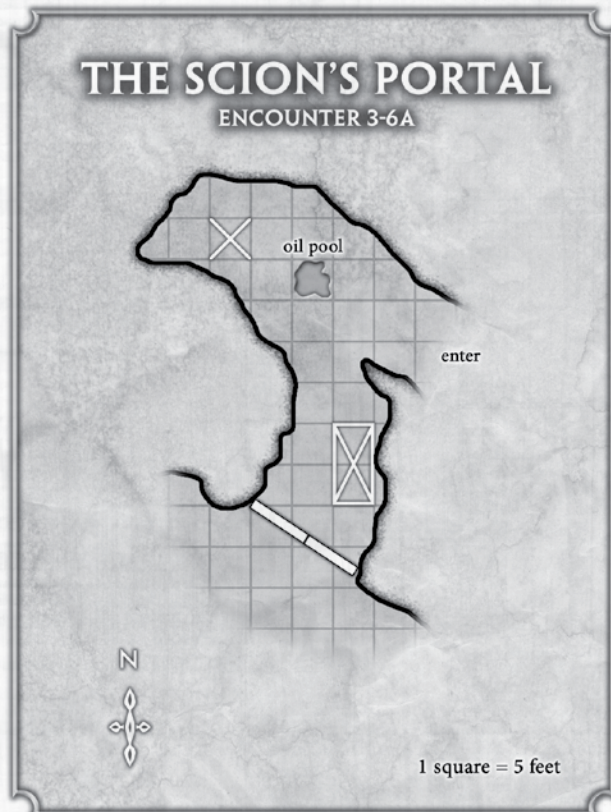 THE SCION'S PORTAL
ENCOUNTER 3-6A
oil pool
enter
N
1 square = 5 feet